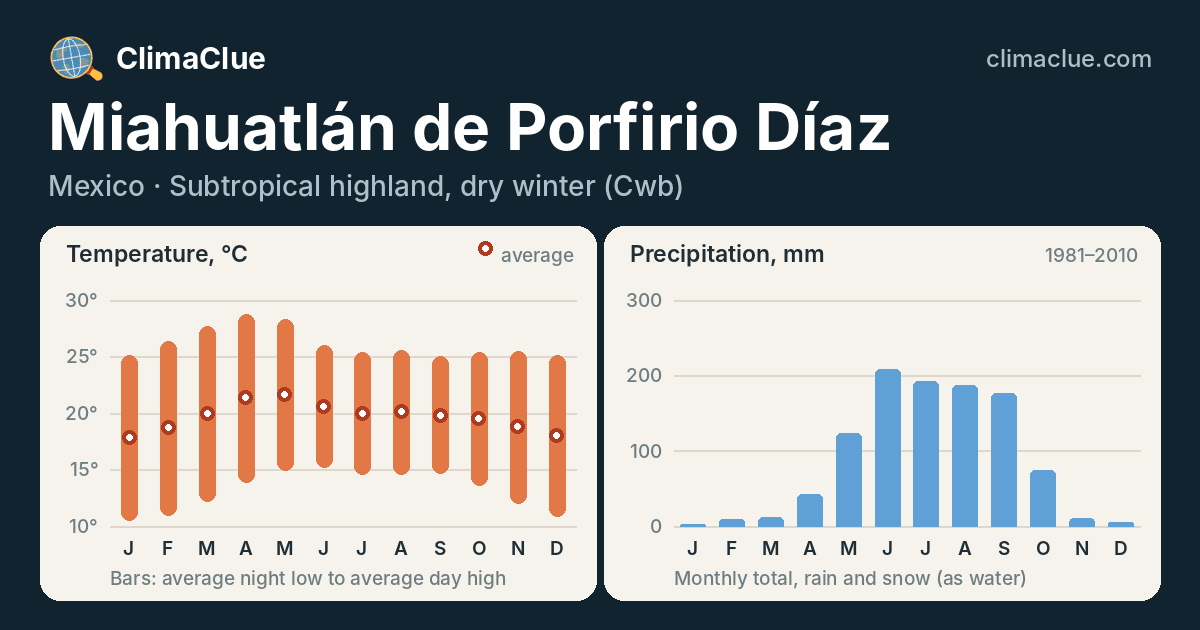 ClimaClue
climaclue.com
Miahuatlán de Porfirio Díaz
Mexico · Subtropical highland, dry winter (Cwb)
Temperature, °C
average
30°
25°
20°
15°
10°
J F M A M J J A S O N D
Bars: average night low to average day high
Precipitation, mm
1981–2010
300
200
100
0
J F M A M J J A S O N D
Monthly total, rain and snow (as water)